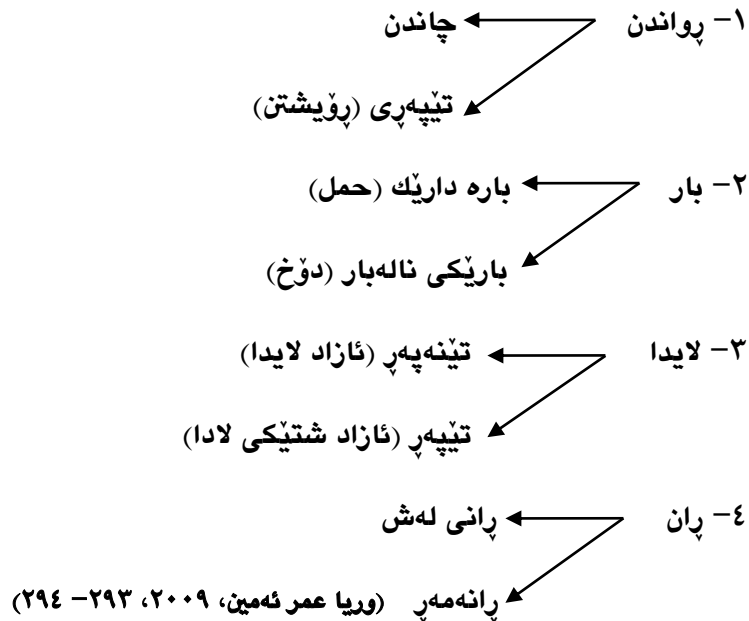 ١- ڕواندن چاندن
تێپەڕی (ڕۆیشتن)
٢- بار بارە دارێك (حمل)
بارێکی نالەبار (دۆخ)
٣- لایدا تێنەپەڕ (ئازاد لایدا)
تێپەڕ (ئازاد شتێکی لادا)
٤- ڕان ڕانی لەش
ڕانەمەڕ (وریا عمر ئەمین، ٢٠٠٩، ٢٩٣- ٢٩٤)